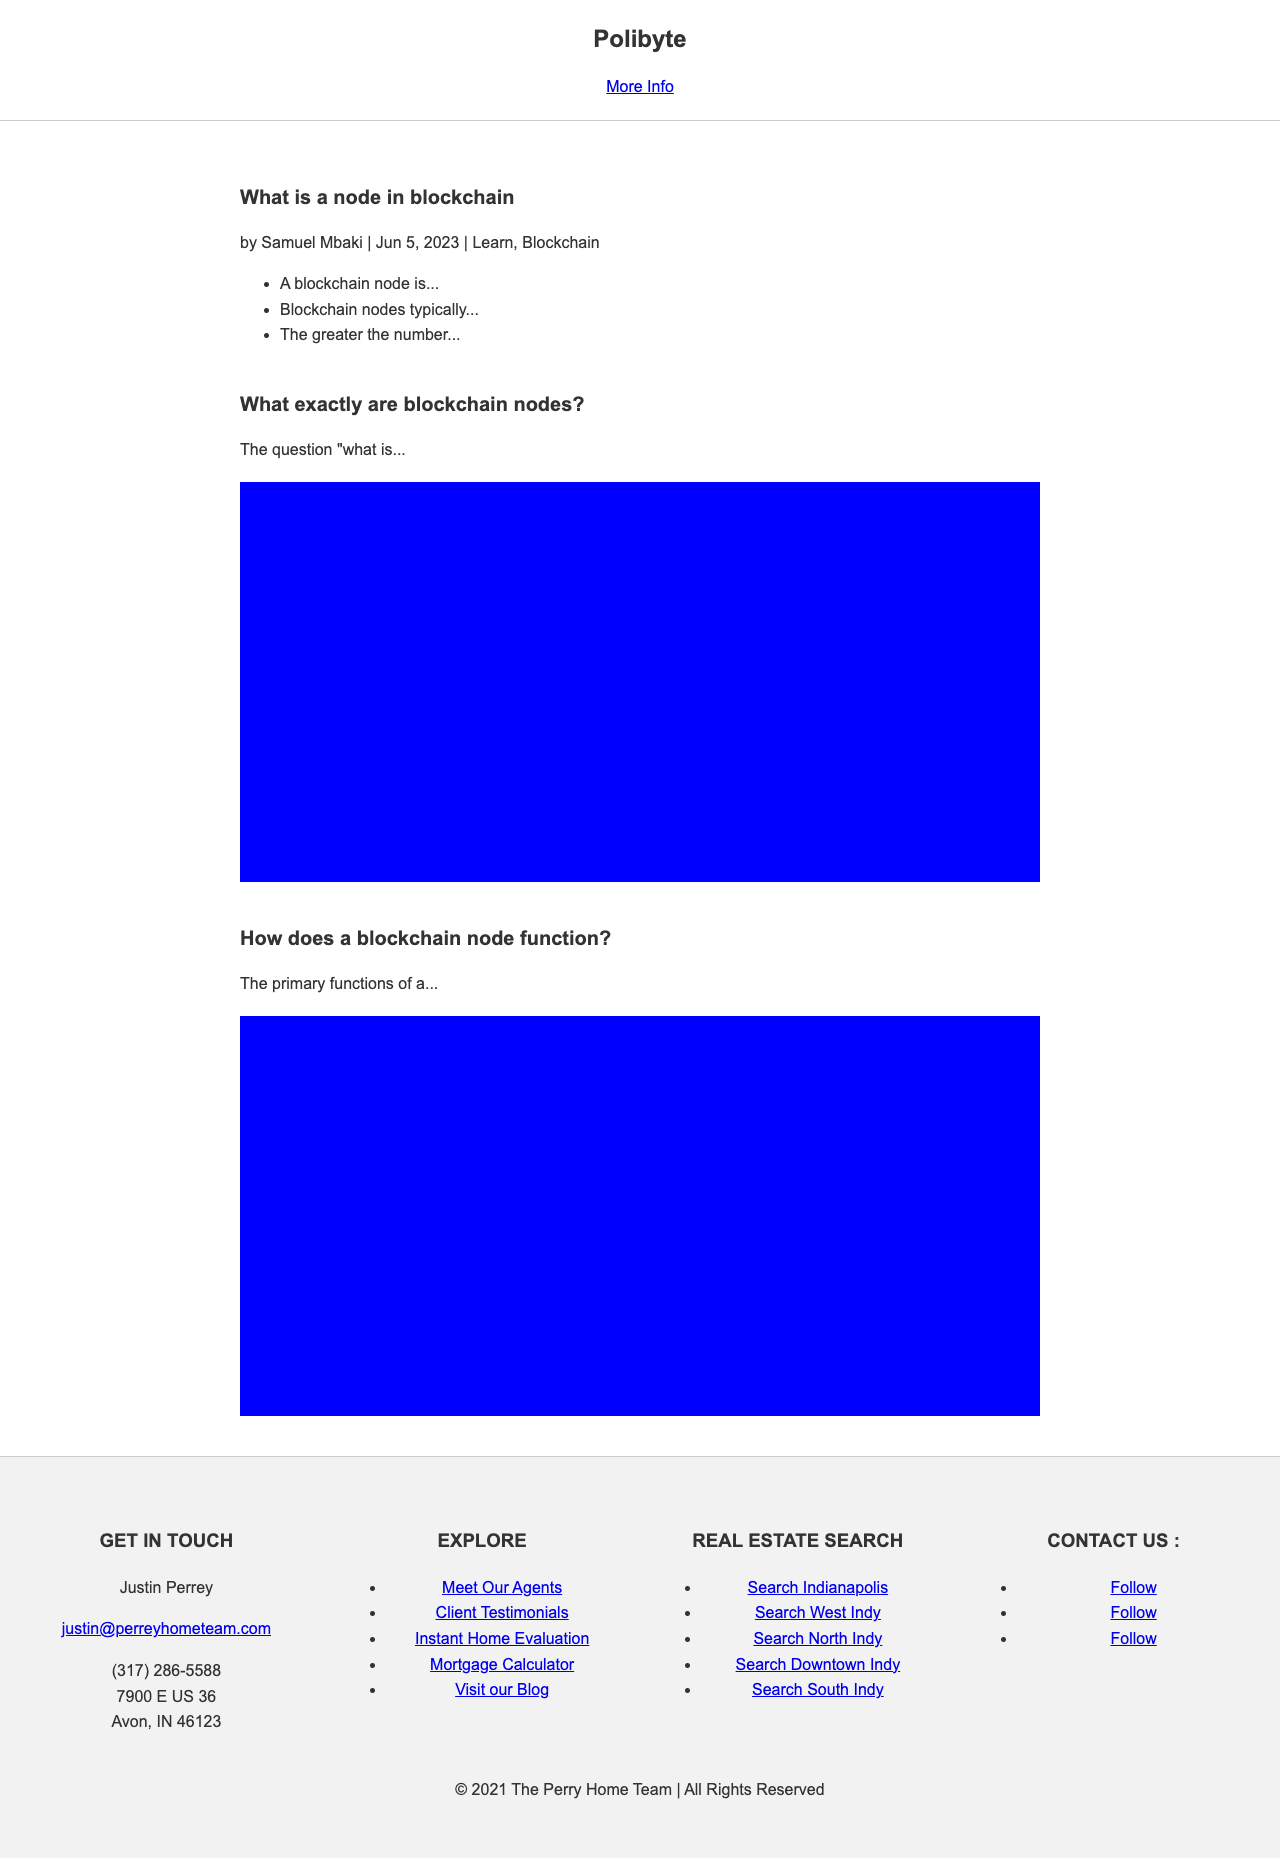 Polibyte
More Info
What is a node in blockchain
by Samuel Mbaki | Jun 5, 2023 | Learn, Blockchain
A blockchain node is...
Blockchain nodes typically...
The greater the number...
What exactly are blockchain nodes?
The question "what is...
How does a blockchain node function?
The primary functions of a...
GET IN TOUCH
Justin Perrey
justin@perreyhometeam.com
(317) 286-5588
7900 E US 36
Avon, IN 46123
EXPLORE
Meet Our Agents
Client Testimonials
Instant Home Evaluation
Mortgage Calculator
Visit our Blog
REAL ESTATE SEARCH
Search Indianapolis
Search West Indy
Search North Indy
Search Downtown Indy
Search South Indy
CONTACT US :
Follow
Follow
Follow
© 2021 The Perry Home Team | All Rights Reserved